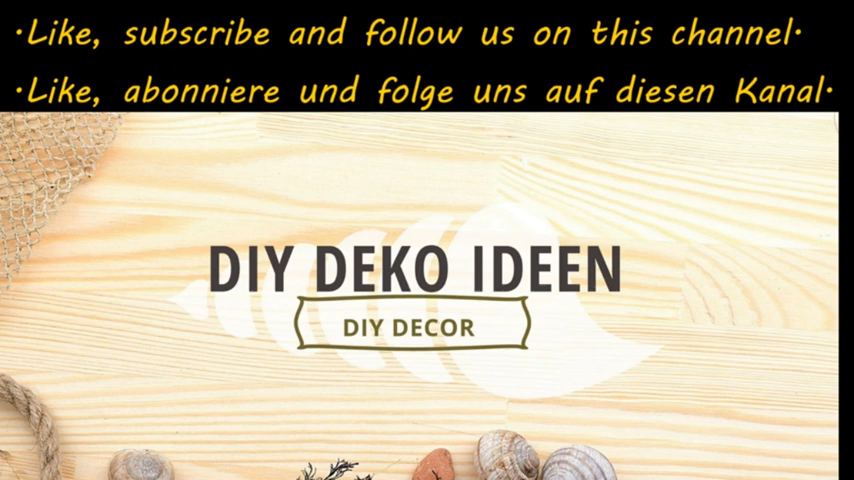 ·Like, subscribe and follow us on this channel·
·Like, abonniere und folge uns auf diesen Kanal·
DIY DEKO IDEEN
DIY DECOR